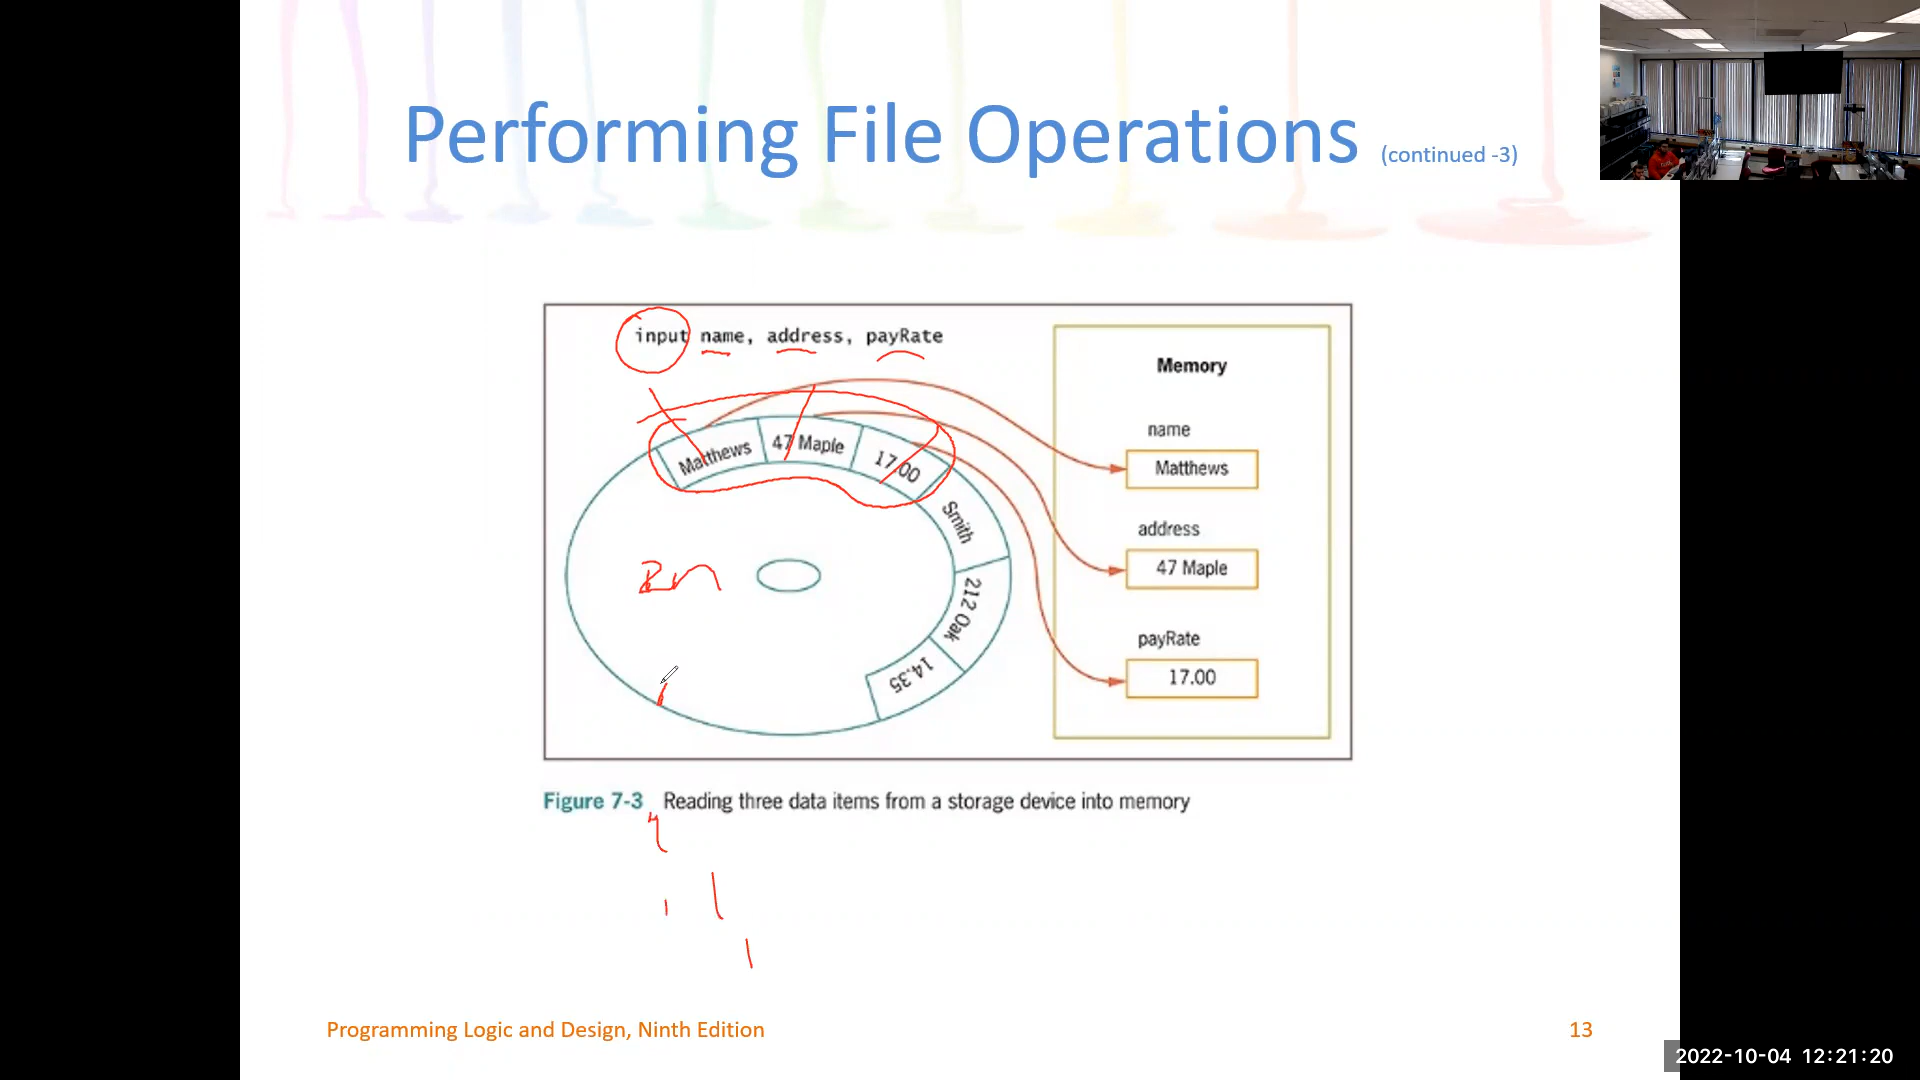 Performing File Operations (continued -3)
input name, address, payRate
Memory
name
Matthews
address
47 Maple
payRate
17.00
Matthews
47 Maple
17.00
Smith
212 Oak
14.35
Figure 7-3 Reading three data items from a storage device into memory
Programming Logic and Design, Ninth Edition
13
2022-10-04 12:21:20